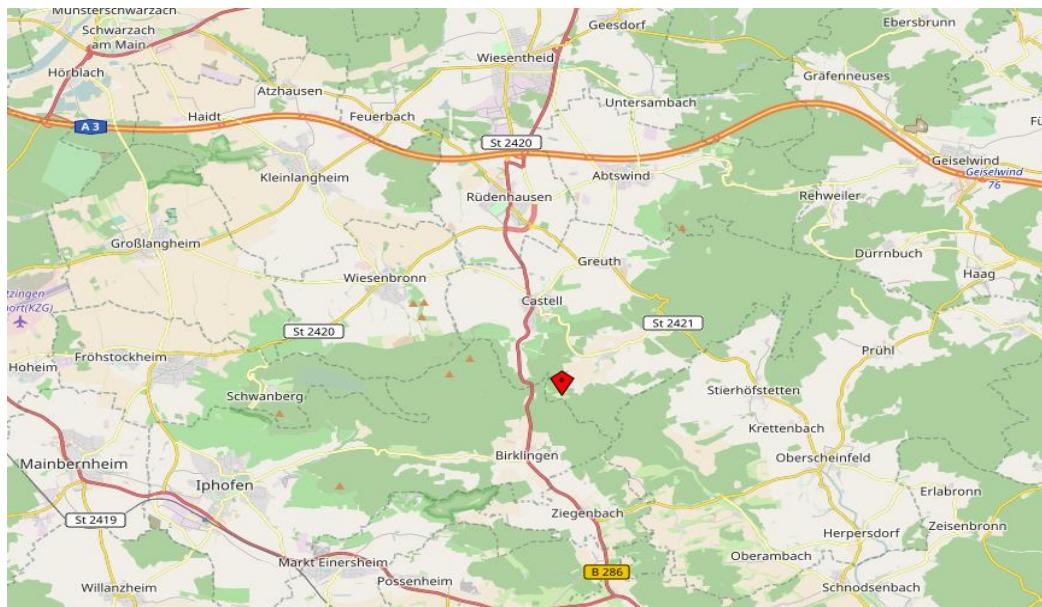 Münsterschwarzach
Schwarzach
am Main
Hörblach
Geesdorf
Ebersbrunn
Wiesentheid
Gräfenneuses
Atzhausen
Untersambach
Haidt
Feuerbach
A 3
St 2420
Geiselwind
Geiselwind
76
Kleinlangheim
Abtswind
Rehweiler
Rüdenhausen
Großlangheim
Dürrnbuch
Greuth
Wiesenbronn
Haag
Castell
St 2420
St 2421
Fröhstockheim
Prühl
Hoheim
Schwanberg
Stierhöfstetten
Krettenbach
Birklingen
Mainbernheim
Oberscheinfeld
Iphofen
Erlabronn
St 2419
Ziegenbach
Zeisenbronn
Herpersdorf
Oberambach
Markt Einersheim
B 286
Possenheim
Willanzheim
Schnodsenbach